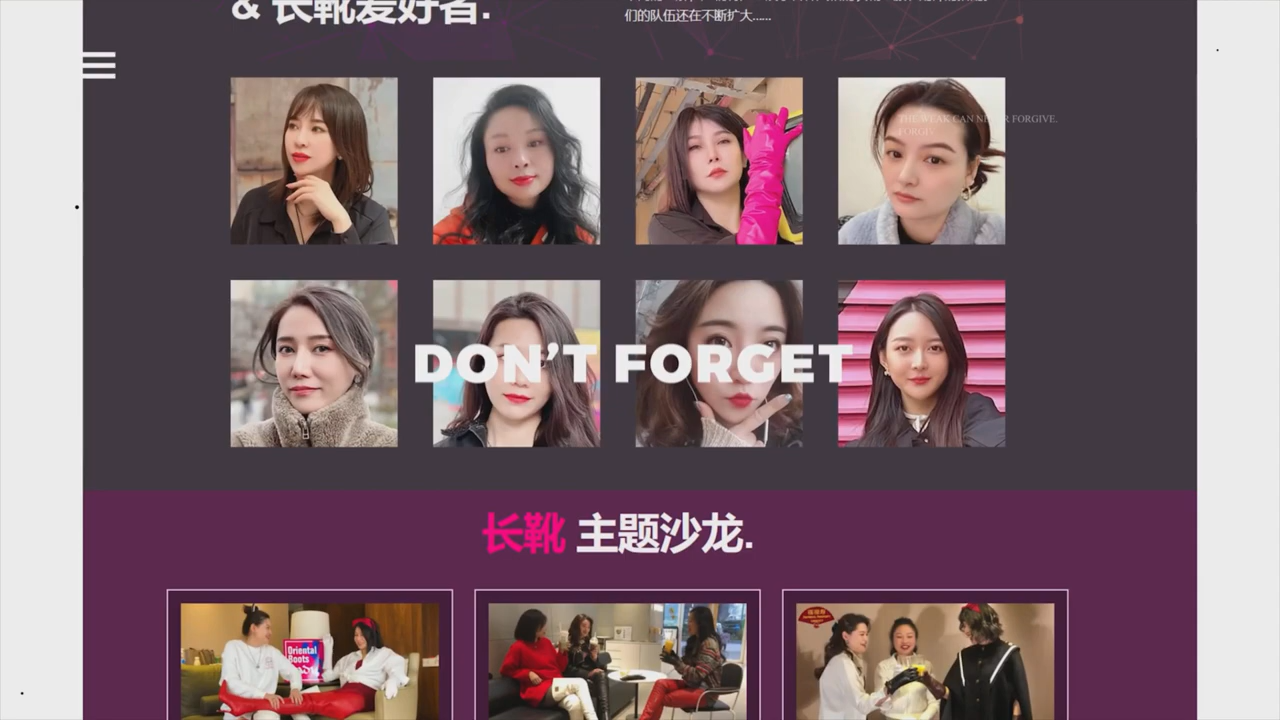 & 长靴爱好者.
们的队伍还在不断扩大......
THE WEAK CAN NEVER FORGIVE.
FORGIV
DON'T FORGET
长靴 主题沙龙.
Oriental
Boots